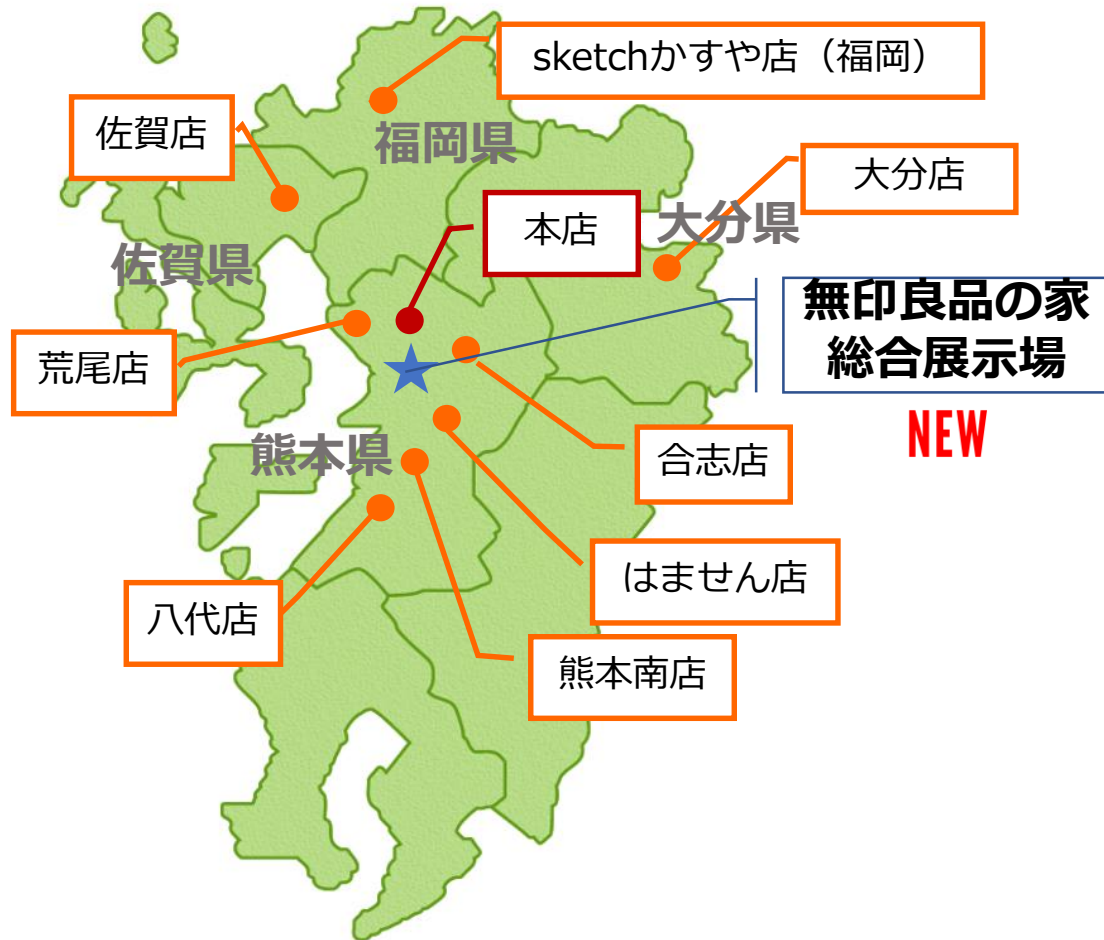 sketchかすや店（福岡）
佐賀店
福岡県
大分店
本店
大分県
佐賀県
無印良品の家
総合展示場
NEW
荒尾店
熊本県
合志店
はません店
八代店
熊本南店